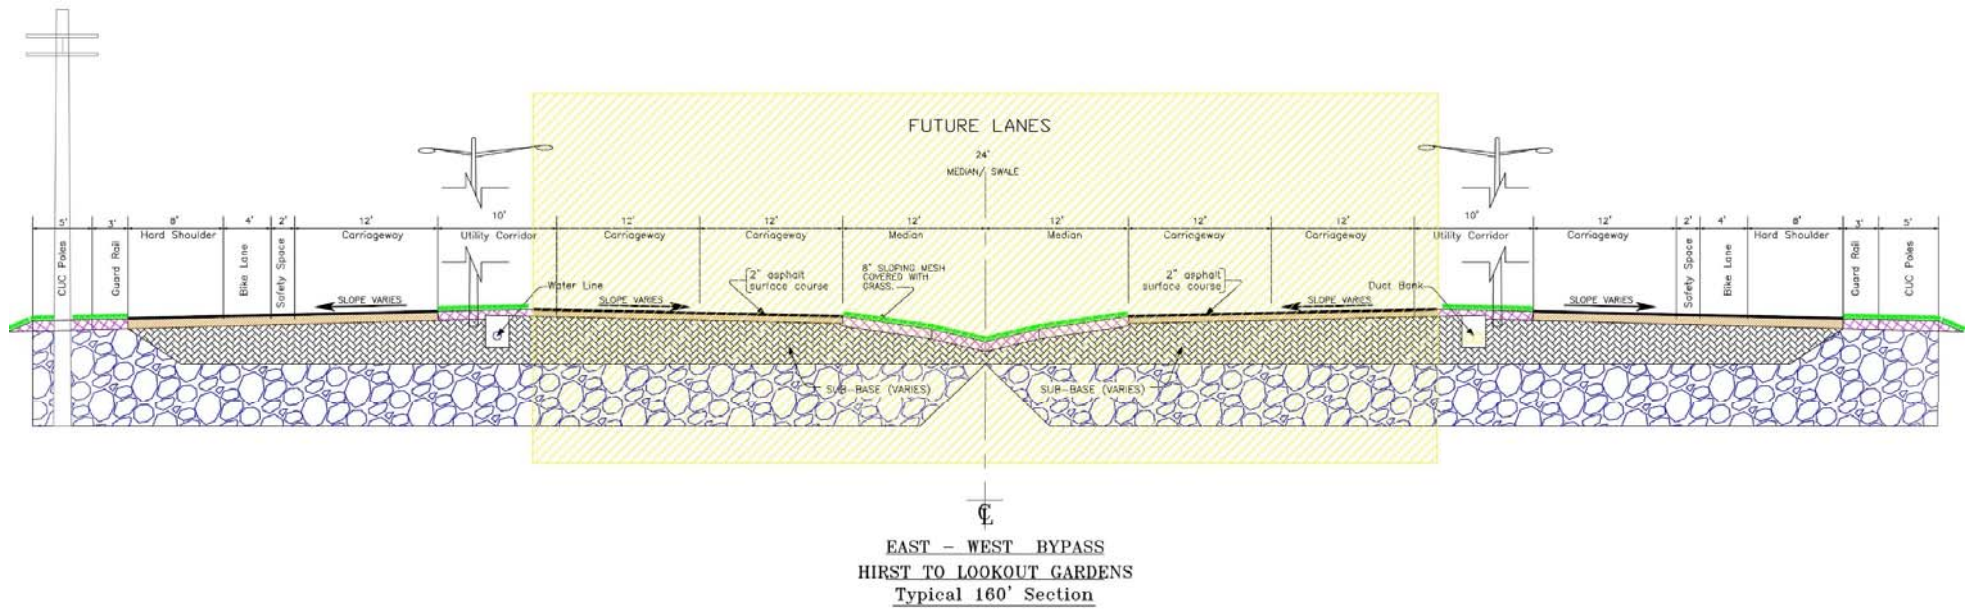 FUTURE LANES
24'
MEDIAN/ SWALE
5' 3' 8' 4' 2' 12' 10' 12' 12' 12' 12' 12' 12' 10' 12' 2' 4' 8' 3' 5'
CUC Poles Guard Rail Hard Shoulder Bike Lane Safety Space Carriageway Utility Corridor Carriageway Carriageway Median Median Carriageway Carriageway Utility Corridor Carriageway Safety Space Bike Lane Hard Shoulder Guard Rail CUC Poles
8" SLOPING MESH
COVERED WITH
GRASS.
2" asphalt
surface course
2" asphalt
surface course
Water Line
Duct Bank
SLOPE VARIES SLOPE VARIES SLOPE VARIES SLOPE VARIES
SUB-BASE (VARIES) SUB-BASE (VARIES)
℄
EAST - WEST BYPASS
HIRST TO LOOKOUT GARDENS
Typical 160' Section